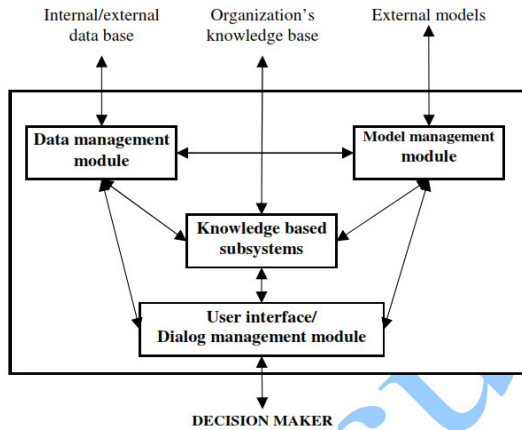 Internal/external
data base
Organization's
knowledge base
External models
Data management
module
Model management
module
Knowledge based
subsystems
User interface/
Dialog management module
DECISION MAKER